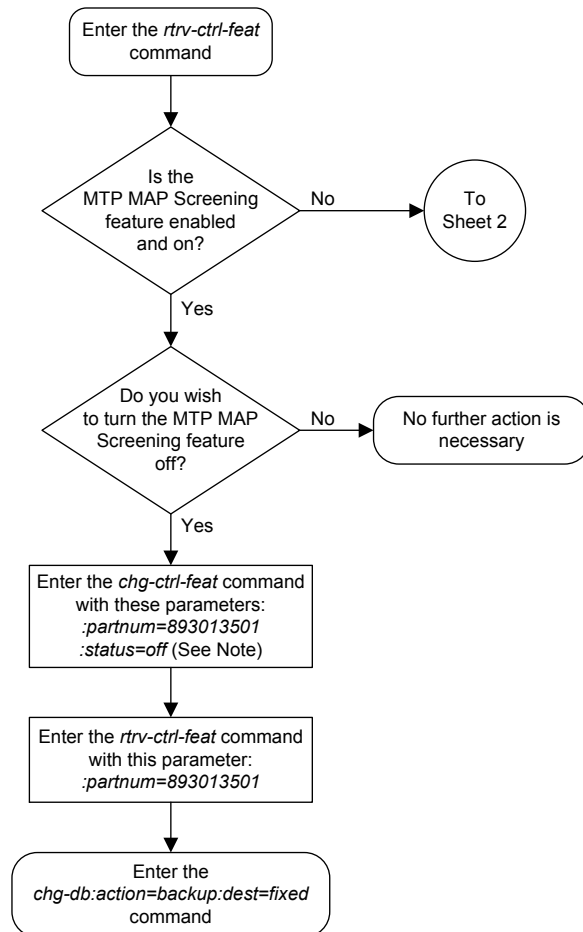 Enter the rtrv-ctrl-feat
command
Is the
MTP MAP Screening
feature enabled
and on?
No
To
Sheet 2
Yes
Do you wish
to turn the MTP MAP
Screening feature
off?
No
No further action is
necessary
Yes
Enter the chg-ctrl-feat command
with these parameters:
:partnum=893013501
:status=off (See Note)
Enter the rtrv-ctrl-feat command
with this parameter:
:partnum=893013501
Enter the
chg-db:action=backup:dest=fixed
command